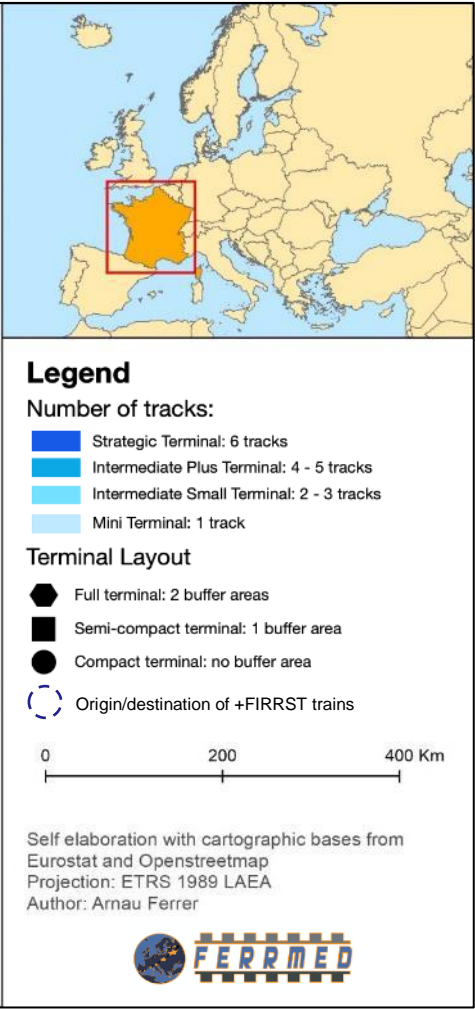 Legend
Number of tracks:
Strategic Terminal: 6 tracks
Intermediate Plus Terminal: 4 - 5 tracks
Intermediate Small Terminal: 2 - 3 tracks
Mini Terminal: 1 track
Terminal Layout
Full terminal: 2 buffer areas
Semi-compact terminal: 1 buffer area
Compact terminal: no buffer area
Origin/destination of +FIRRST trains
0 200 400 Km
Self elaboration with cartographic bases from
Eurostat and Openstreetmap
Projection: ETRS 1989 LAEA
Author: Arnau Ferrer
FERRMED